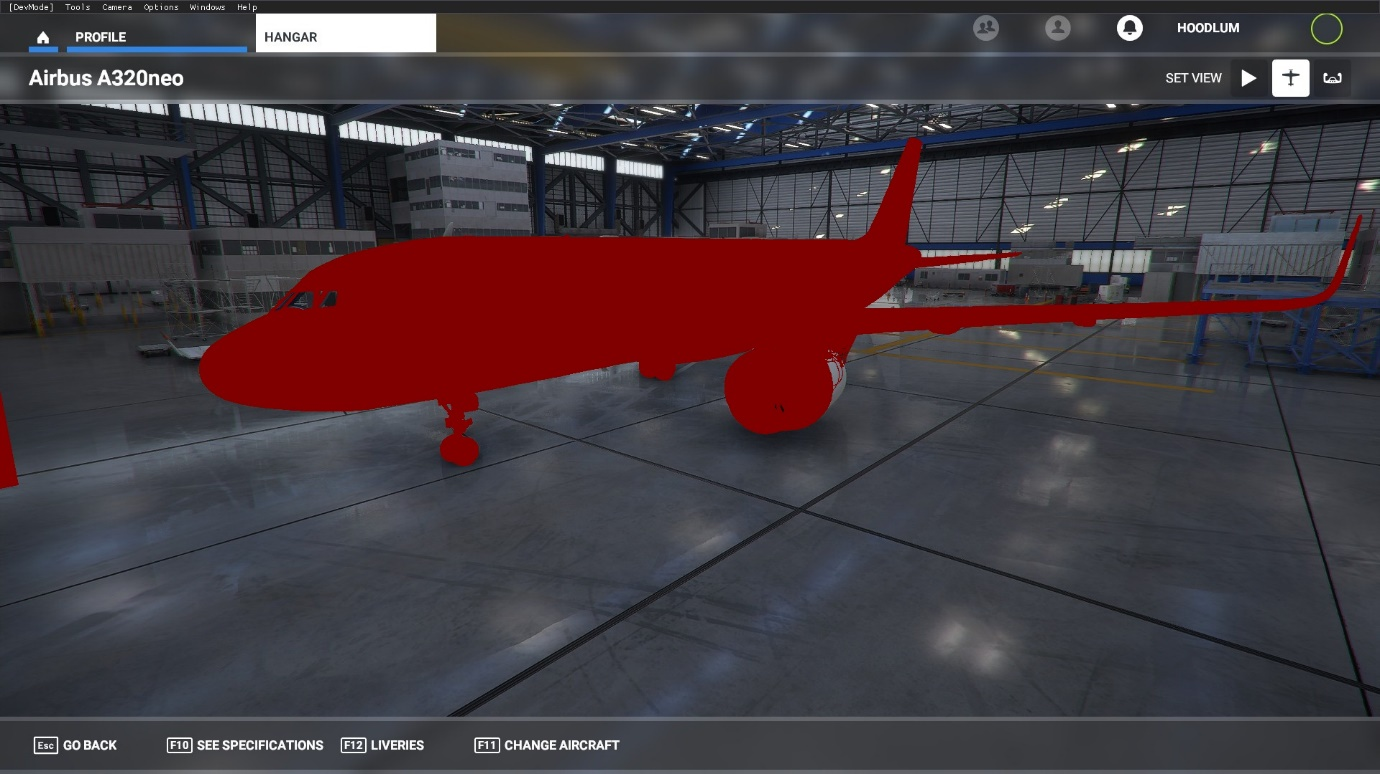 [DevMode] Tools Camera Options Windows Help
PROFILE
HANGAR
HOODLUM
Airbus A320neo
SET VIEW
Esc GO BACK
F10 SEE SPECIFICATIONS
F12 LIVERIES
F11 CHANGE AIRCRAFT